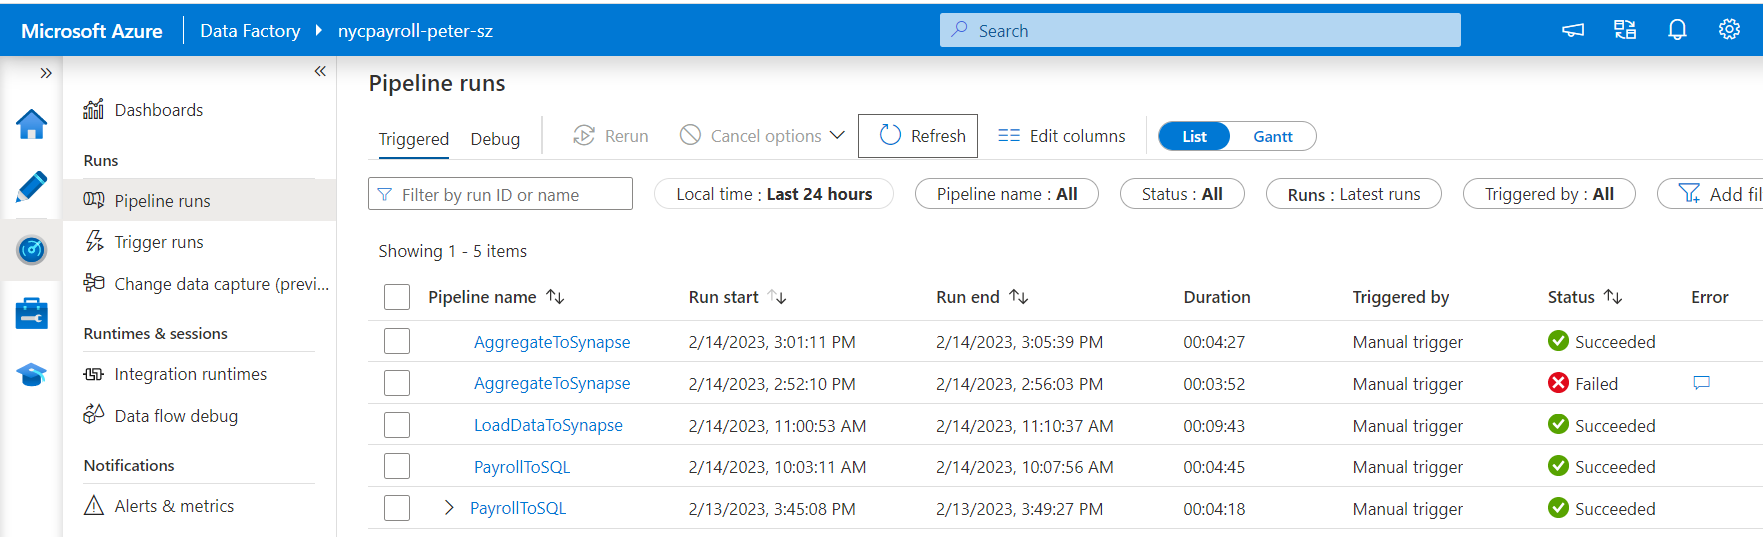 Microsoft Azure Data Factory nycpayroll-peter-sz Search
Dashboards
Runs
Pipeline runs
Trigger runs
Change data capture (previ...
Runtimes & sessions
Integration runtimes
Data flow debug
Notifications
Alerts & metrics
Pipeline runs
Triggered Debug Rerun Cancel options Refresh Edit columns List Gantt
Filter by run ID or name Local time : Last 24 hours Pipeline name : All Status : All Runs : Latest runs Triggered by : All Add fil
Showing 1 - 5 items
Pipeline name Run start Run end Duration Triggered by Status Error
AggregateToSynapse 2/14/2023, 3:01:11 PM 2/14/2023, 3:05:39 PM 00:04:27 Manual trigger Succeeded
AggregateToSynapse 2/14/2023, 2:52:10 PM 2/14/2023, 2:56:03 PM 00:03:52 Manual trigger Failed
LoadDataToSynapse 2/14/2023, 11:00:53 AM 2/14/2023, 11:10:37 AM 00:09:43 Manual trigger Succeeded
PayrollToSQL 2/14/2023, 10:03:11 AM 2/14/2023, 10:07:56 AM 00:04:45 Manual trigger Succeeded
PayrollToSQL 2/13/2023, 3:45:08 PM 2/13/2023, 3:49:27 PM 00:04:18 Manual trigger Succeeded